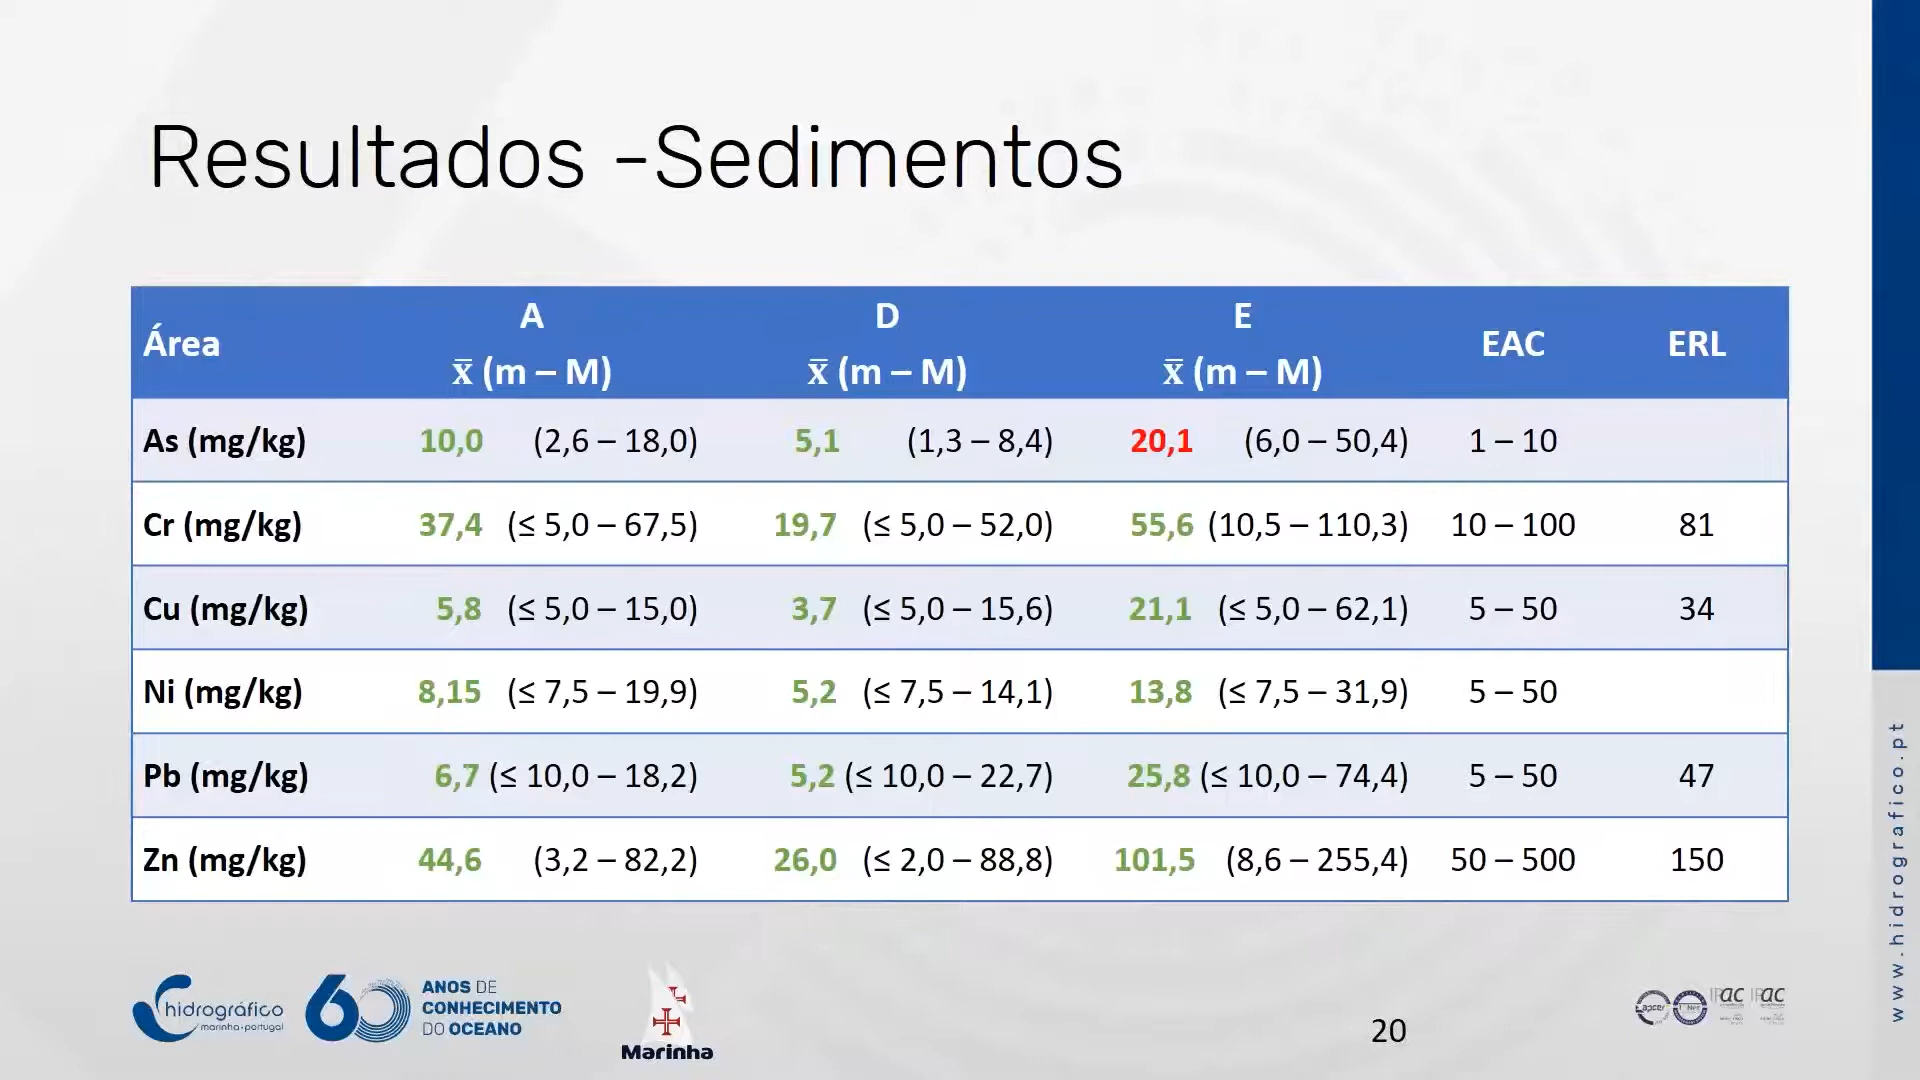 Resultados -Sedimentos
Área A D E EAC ERL
x̅ (m – M) x̅ (m – M) x̅ (m – M)
As (mg/kg) 10,0 (2,6 – 18,0) 5,1 (1,3 – 8,4) 20,1 (6,0 – 50,4) 1 – 10
Cr (mg/kg) 37,4 (≤ 5,0 – 67,5) 19,7 (≤ 5,0 – 52,0) 55,6 (10,5 – 110,3) 10 – 100 81
Cu (mg/kg) 5,8 (≤ 5,0 – 15,0) 3,7 (≤ 5,0 – 15,6) 21,1 (≤ 5,0 – 62,1) 5 – 50 34
Ni (mg/kg) 8,15 (≤ 7,5 – 19,9) 5,2 (≤ 7,5 – 14,1) 13,8 (≤ 7,5 – 31,9) 5 – 50
Pb (mg/kg) 6,7 (≤ 10,0 – 18,2) 5,2 (≤ 10,0 – 22,7) 25,8 (≤ 10,0 – 74,4) 5 – 50 47
Zn (mg/kg) 44,6 (3,2 – 82,2) 26,0 (≤ 2,0 – 88,8) 101,5 (8,6 – 255,4) 50 – 500 150
hidrográfico
marinha • portugal
60
ANOS DE
CONHECIMENTO
DO OCEANO
Marinha
20
apcer
ac
ac
www.hidrografico.pt